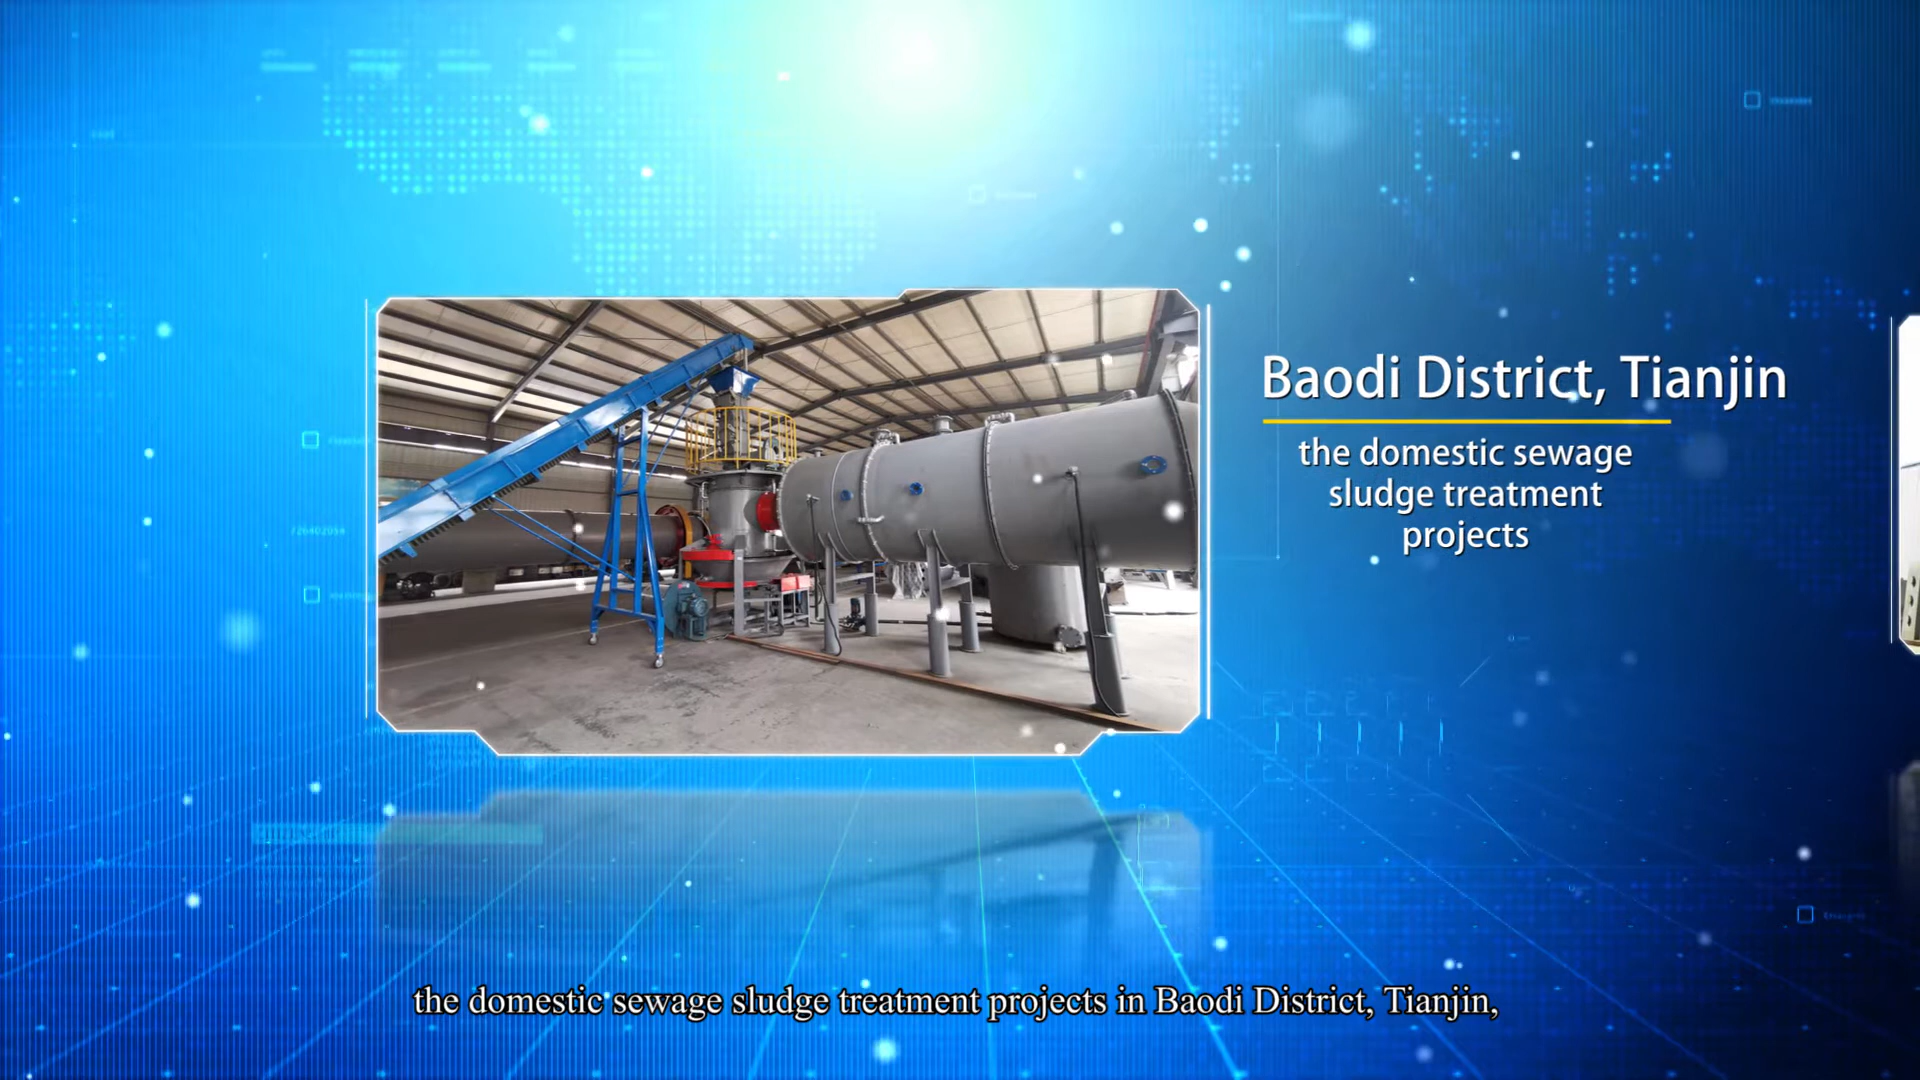 Baodi District, Tianjin
the domestic sewage
sludge treatment
projects
726402054
the domestic sewage sludge treatment projects in Baodi District, Tianjin,